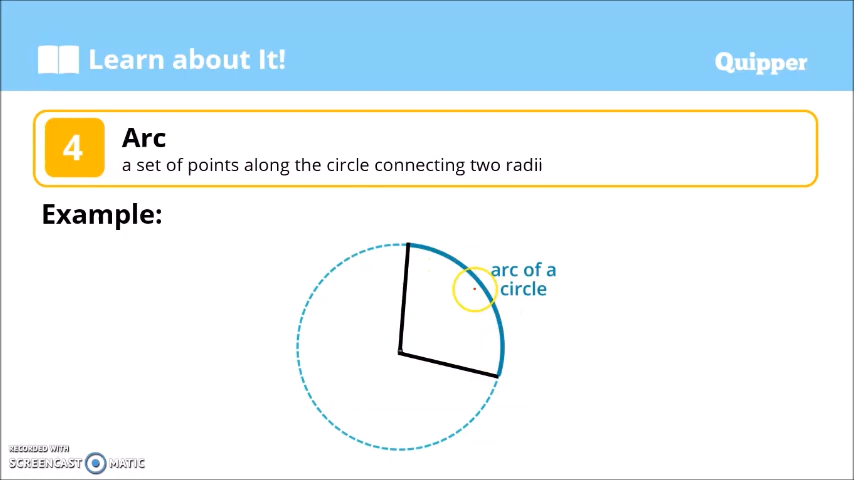 Learn about It!
Quipper
4
Arc
a set of points along the circle connecting two radii
Example:
arc of a
circle
RECORDED WITH
SCREENCAST MATIC